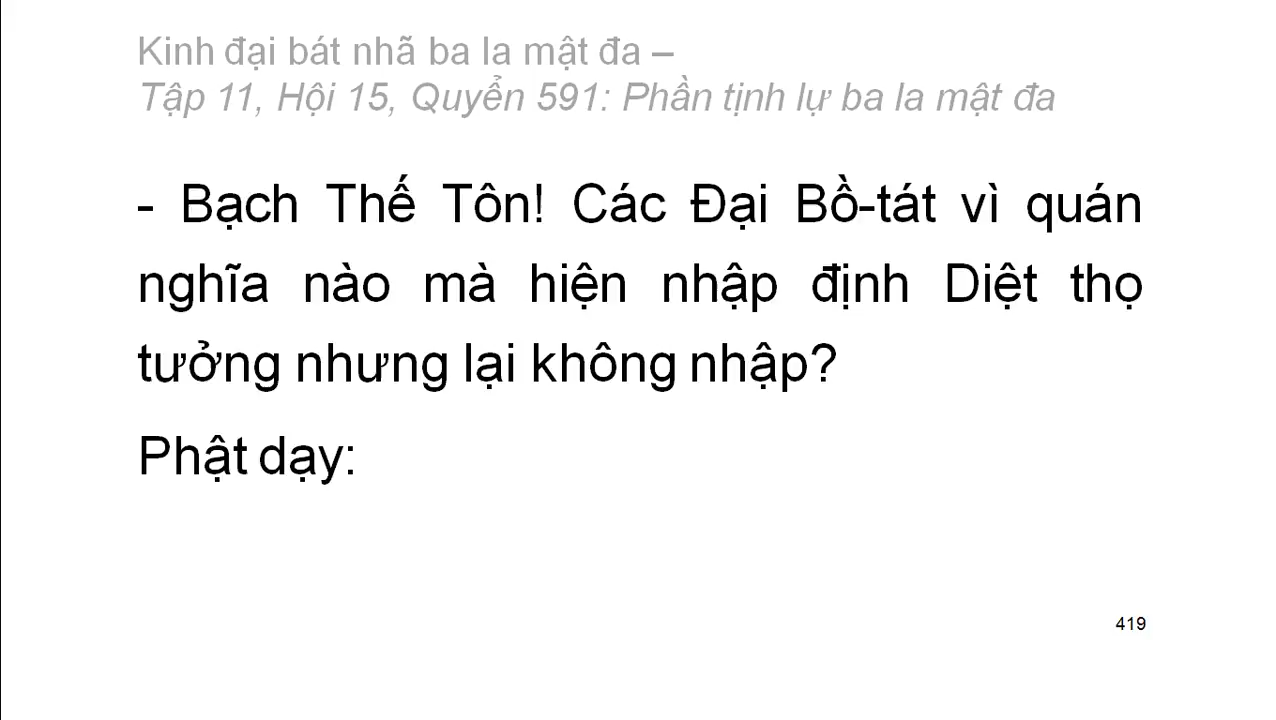 Kinh đại bát nhã ba la mật đa –
Tập 11, Hội 15, Quyển 591: Phần tịnh lự ba la mật đa
- Bạch Thế Tôn! Các Đại Bồ-tát vì quán
nghĩa nào mà hiện nhập định Diệt thọ
tưởng nhưng lại không nhập?
Phật dạy:
419